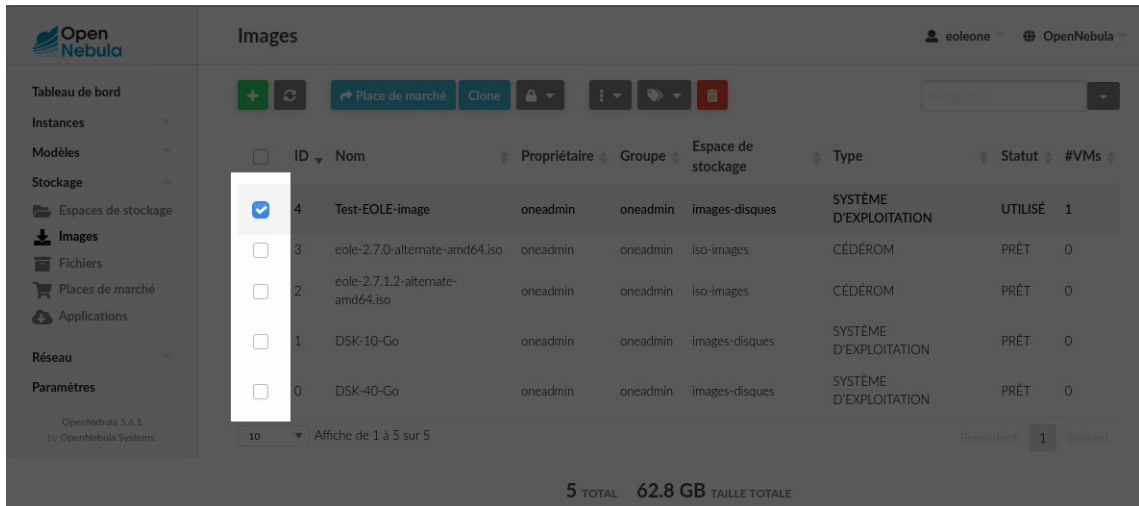 Open
Nebula
Images
eoleone
OpenNebula
Tableau de bord
Instances
Modèles
Stockage
Espaces de stockage
Images
Fichiers
Places de marché
Applications
Réseau
Paramètres
OpenNebula 5.6.1
by OpenNebula Systems.
Place de marché Clone
ID Nom Propriétaire Groupe Espace de stockage Type Statut #VMs
4 Test-EOLE-image oneadmin oneadmin images-disques SYSTÈME D'EXPLOITATION UTILISÉ 1
3 eole-2.7.0-alternate-amd64.iso oneadmin oneadmin iso-images CÉDÉROM PRÊT 0
2 eole-2.7.1.2-alternate-amd64.iso oneadmin oneadmin iso-images CÉDÉROM PRÊT 0
1 DSK-10-Go oneadmin oneadmin images-disques SYSTÈME D'EXPLOITATION PRÊT 0
0 DSK-40-Go oneadmin oneadmin images-disques SYSTÈME D'EXPLOITATION PRÊT 0
10 Affiche de 1 à 5 sur 5
Précédent 1 Suivant
5 TOTAL 62.8 GB TAILLE TOTALE